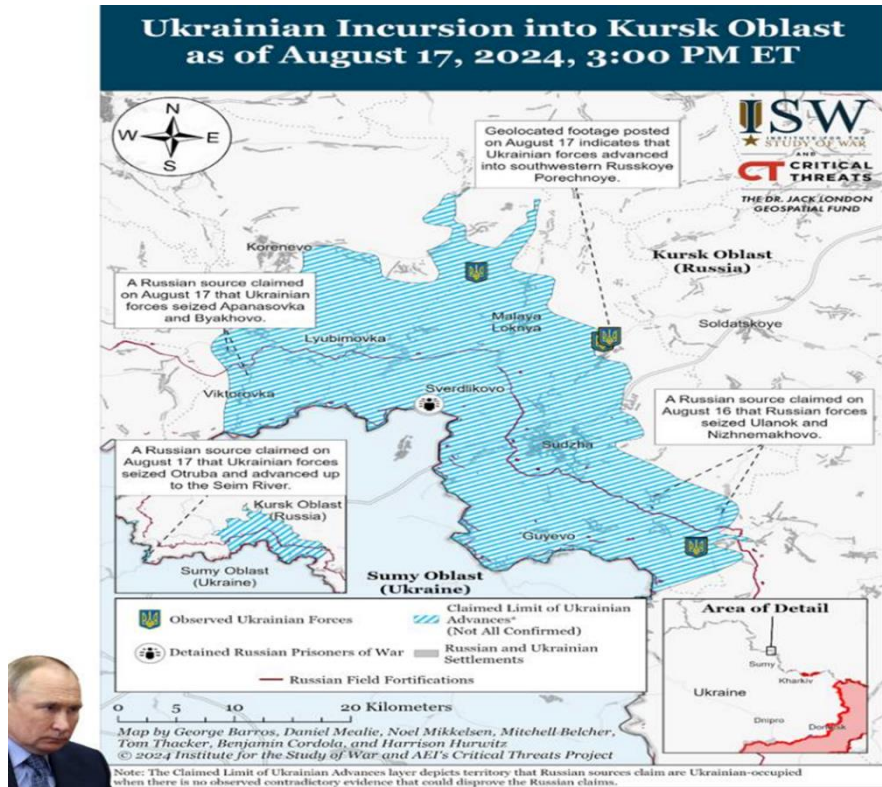 Ukrainian Incursion into Kursk Oblast
as of August 17, 2024, 3:00 PM ET
N
W E
S
Geolocated footage posted
on August 17 indicates that
Ukrainian forces advanced
into southwestern Russkoye
Porechnoye.
ISW
INSTITUTE FOR THE
STUDY OF WAR
AND
CT CRITICAL
THREATS
THE DR. JACK LONDON
GEOSPATIAL FUND
Korenevo
Kursk Oblast
(Russia)
A Russian source claimed
on August 17 that Ukrainian
forces seized Apanasovka
and Byakhovo.
Malaya
Loknya
Soldatskoye
Lyubimovka
Viktorovka
Sverdlikovo
A Russian source claimed on
August 16 that Russian forces
seized Ulanok and
Nizhnemakhovo.
Sudzha
A Russian source claimed on
August 17 that Ukrainian forces
seized Otruba and advanced up
to the Seim River.
Kursk Oblast
(Russia)
Sumy Oblast
(Ukraine)
Guyevo
Sumy Oblast
(Ukraine)
Observed Ukrainian Forces
Claimed Limit of Ukrainian
Advances*
(Not All Confirmed)
Detained Russian Prisoners of War
Russian and Ukrainian
Settlements
Russian Field Fortifications
Area of Detail
Sumy
Kharkiv
Ukraine
Dnipro
0 5 10 20 Kilometers
Map by George Barros, Daniel Mealie, Noel Mikkelsen, Mitchell Belcher,
Tom Thacker, Benjamin Cordola, and Harrison Hurwitz
© 2024 Institute for the Study of War and AEI's Critical Threats Project
Note: The Claimed Limit of Ukrainian Advances layer depicts territory that Russian sources claim are Ukrainian-occupied
when there is no observed contradictory evidence that could disprove the Russian claims.